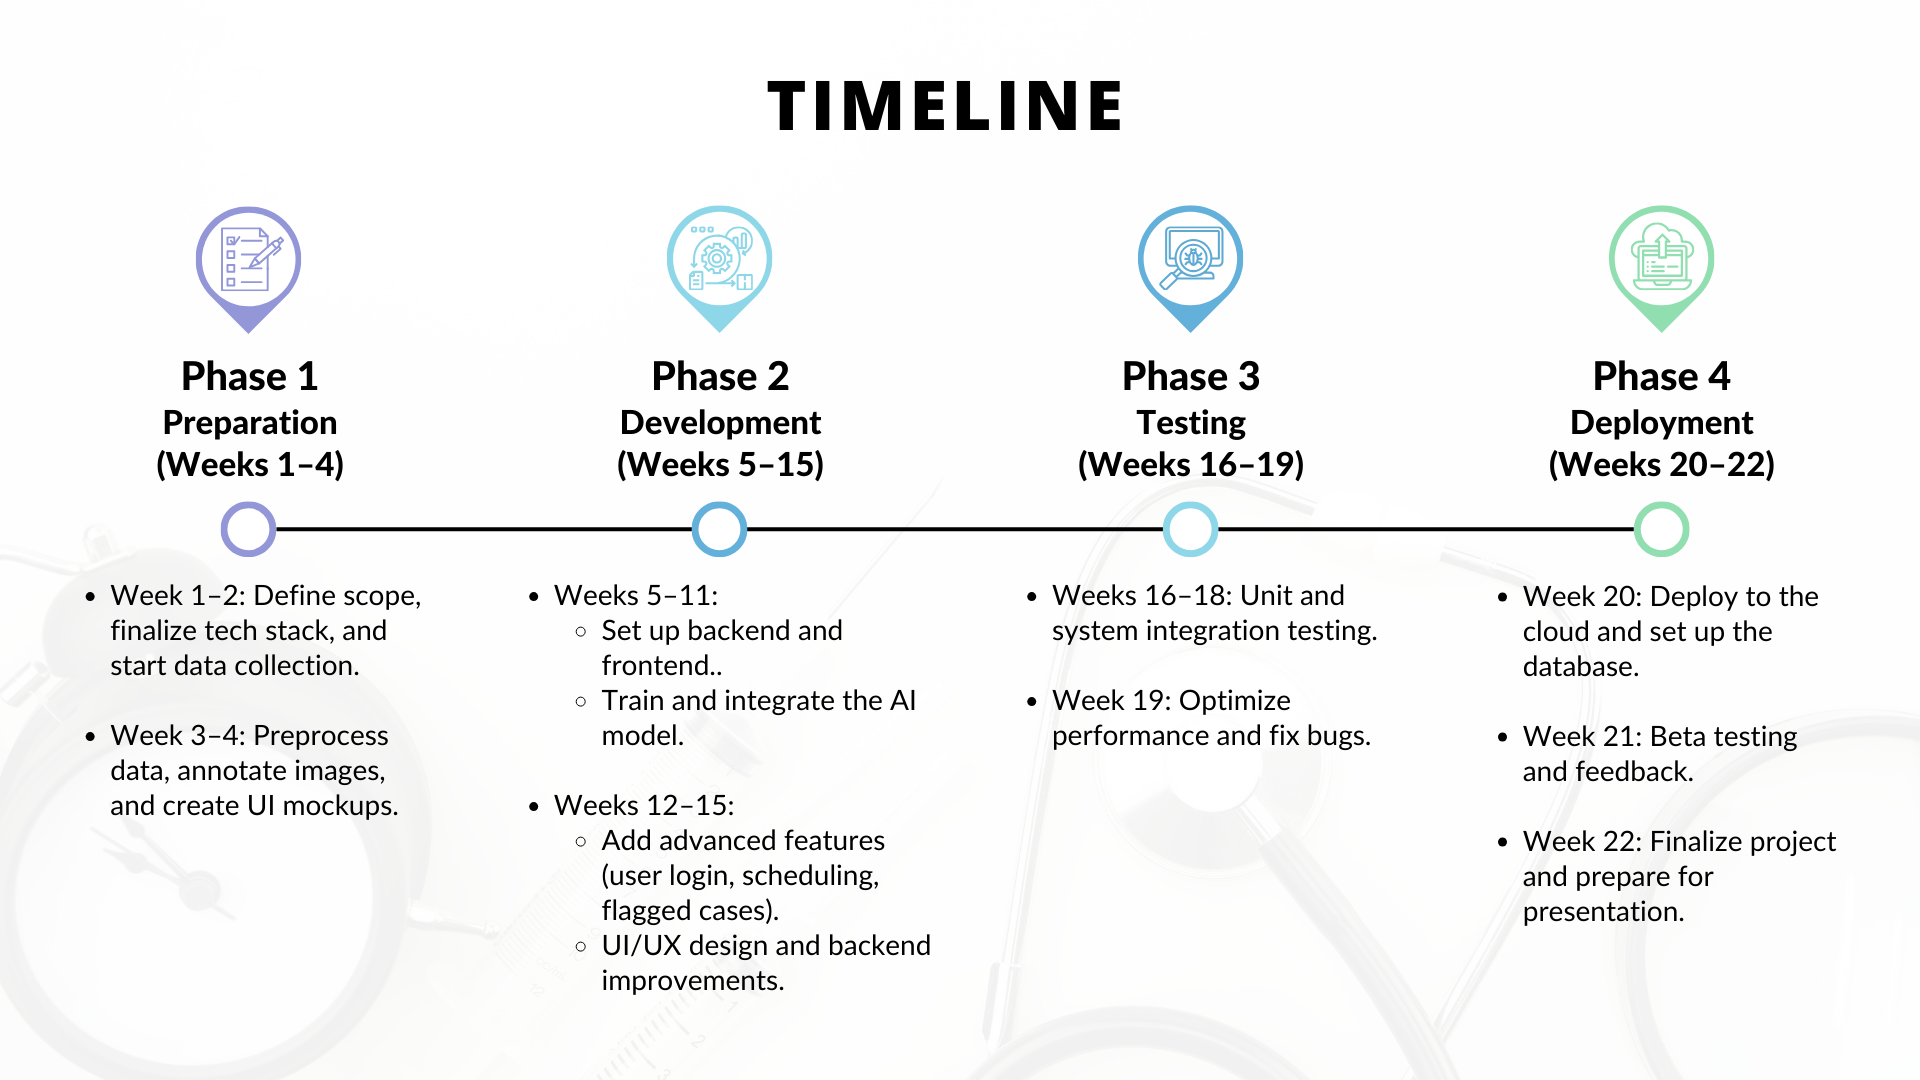 TIMELINE
Phase 1
Preparation
(Weeks 1–4)
• Week 1–2: Define scope,
finalize tech stack, and
start data collection.
• Week 3–4: Preprocess
data, annotate images,
and create UI mockups.
Phase 2
Development
(Weeks 5–15)
• Weeks 5–11:
◦ Set up backend and
frontend..
◦ Train and integrate the AI
model.
• Weeks 12–15:
◦ Add advanced features
(user login, scheduling,
flagged cases).
◦ UI/UX design and backend
improvements.
Phase 3
Testing
(Weeks 16–19)
• Weeks 16–18: Unit and
system integration testing.
• Week 19: Optimize
performance and fix bugs.
Phase 4
Deployment
(Weeks 20–22)
• Week 20: Deploy to the
cloud and set up the
database.
• Week 21: Beta testing
and feedback.
• Week 22: Finalize project
and prepare for
presentation.